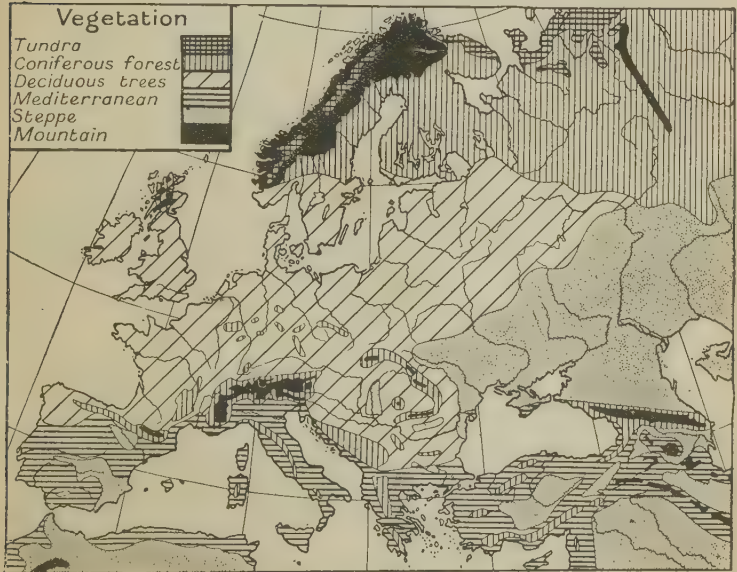 Vegetation
Tundra
Coniferous forest
Deciduous trees
Mediterranean
Steppe
Mountain